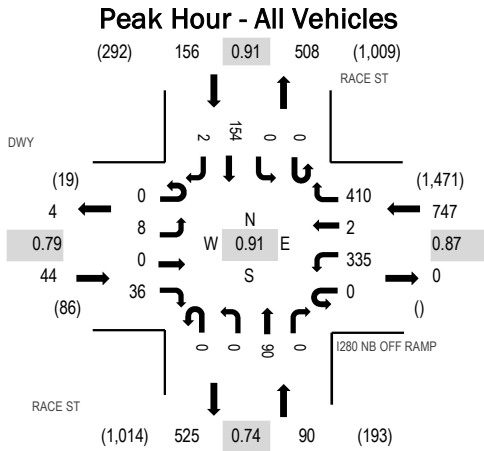 Peak Hour - All Vehicles
(292) 156 0.91 508 (1,009)
RACE ST
DWY
2 154 0 0
(19) (1,471)
4 0 410 747
8 N 2
0.79 W 0.91 E 0.87
0 S 335
44 36 0 0
(86) ()
0 0 90 0
I280 NB OFF RAMP
RACE ST
(1,014) 525 0.74 90 (193)